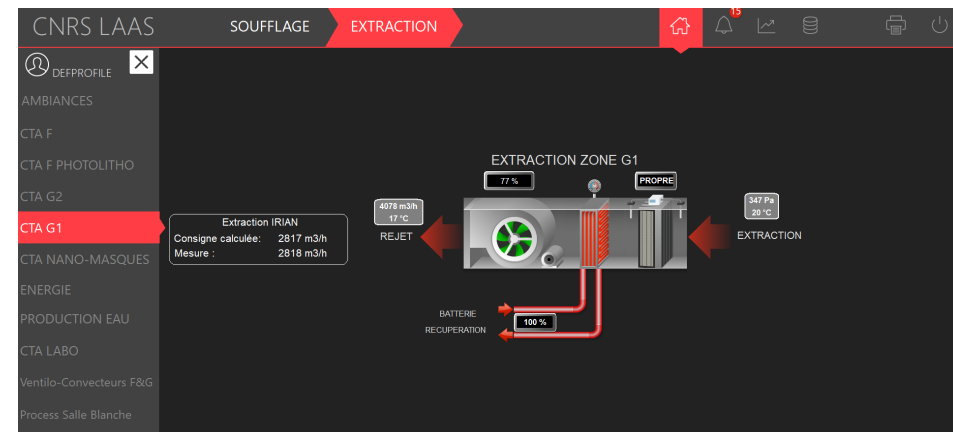 CNRS LAAS
SOUFFLAGE
EXTRACTION
15
DEFPROFILE
AMBIANCES
CTA F
CTA F PHOTOLITHO
CTA G2
CTA G1
CTA NANO-MASQUES
ENERGIE
PRODUCTION EAU
CTA LABO
Ventilo-Convecteurs F&G
Process Salle Blanche
EXTRACTION ZONE G1
77 %
PROPRE
4078 m3/h
17 °C
REJET
347 Pa
20 °C
EXTRACTION
Extraction IRIAN
Consigne calculée: 2817 m3/h
Mesure : 2818 m3/h
BATTERIE
RECUPERATION
100 %